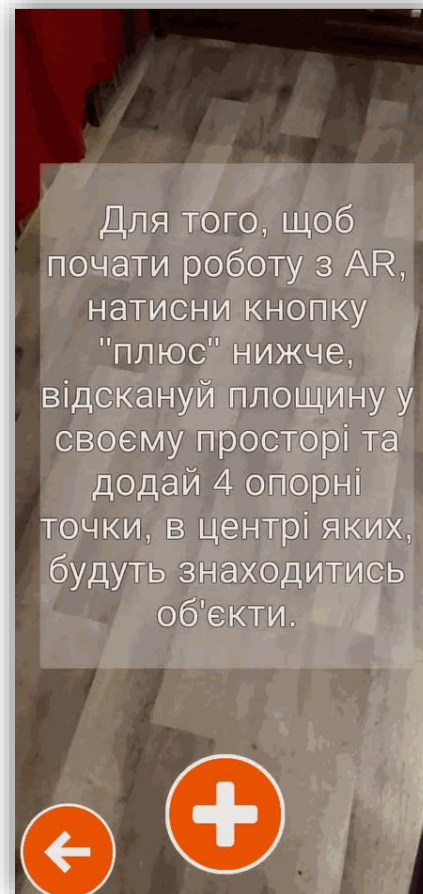 Для того, щоб
почати роботу з AR,
натисни кнопку
"плюс" нижче,
відскануй площину у
своєму просторі та
додай 4 опорні
точки, в центрі яких,
будуть знаходитись
об'єкти.